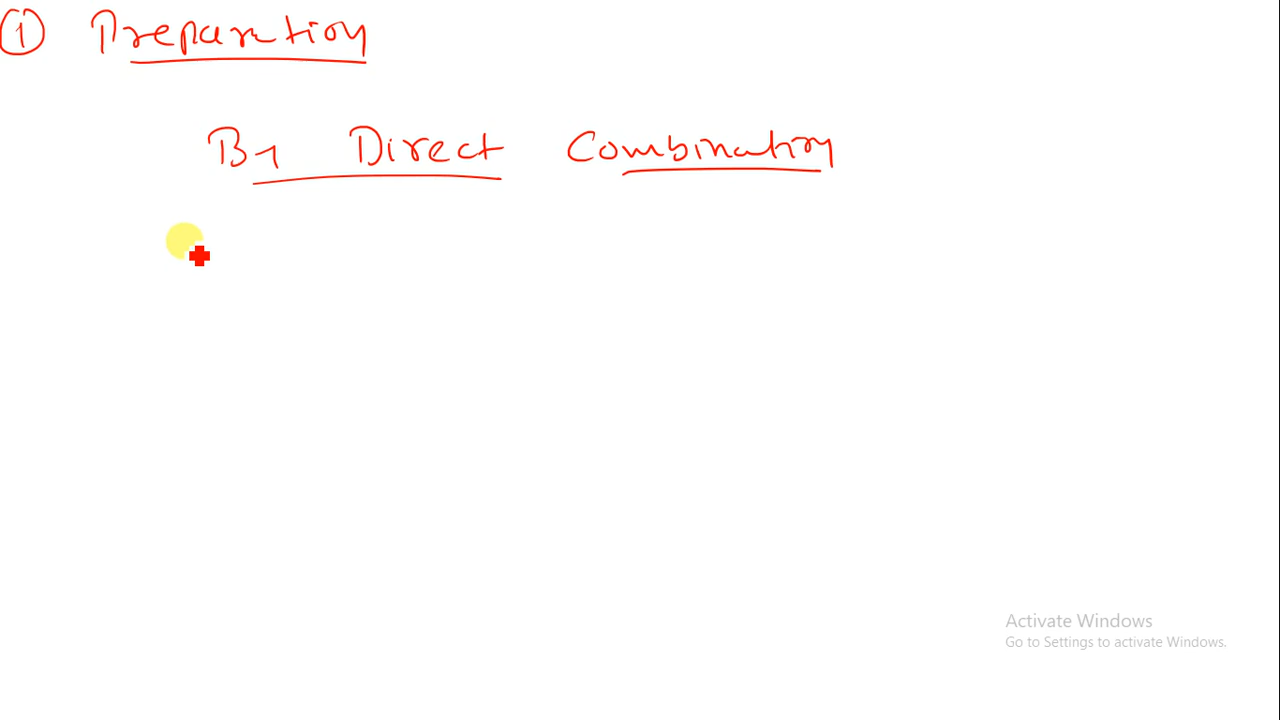 ① Preparation
By Direct Combination
Activate Windows
Go to Settings to activate Windows.